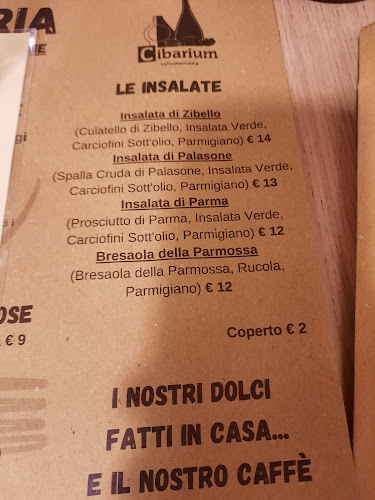 RIA
Cibarium
salsamenteria
LE INSALATE
Insalata di Zibello
(Culatello di Zibello, Insalata Verde,
Carciofini Sott'olio, Parmigiano) € 14
Insalata di Palasone
(Spalla Cruda di Palasone, Insalata Verde,
Carciofini Sott'olio, Parmigiano) € 13
Insalata di Parma
(Prosciutto di Parma, Insalata Verde,
Carciofini Sott'olio, Parmigiano) € 12
Bresaola della Parmossa
(Bresaola della Parmossa, Rucola,
Parmigiano) € 12
OSE
€ 9
Coperto € 2
I NOSTRI DOLCI
FATTI IN CASA...
E IL NOSTRO CAFFÈ